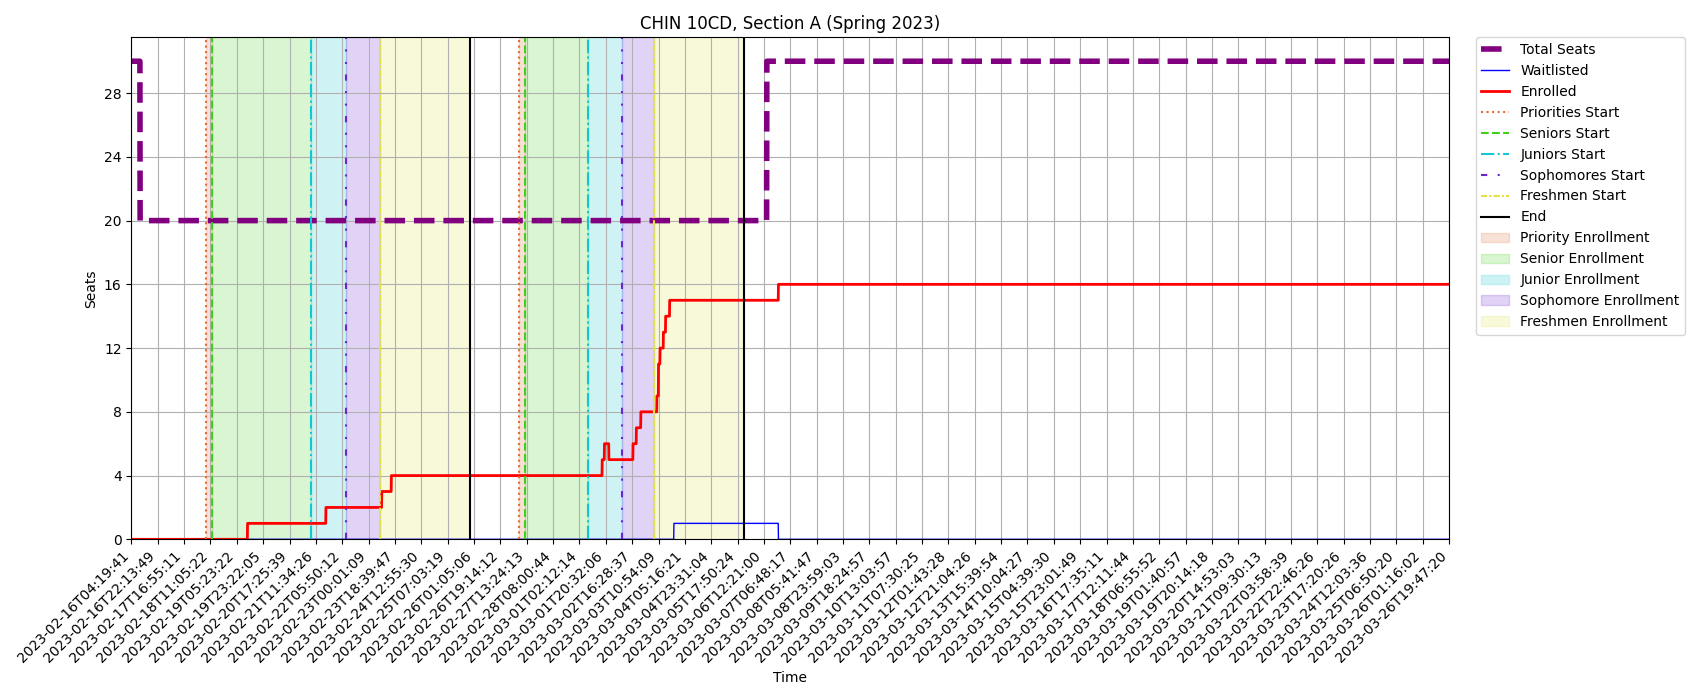 CHIN 10CD, Section A (Spring 2023)
Total Seats
Waitlisted
Enrolled
Priorities Start
Seniors Start
Juniors Start
Sophomores Start
Freshmen Start
End
Priority Enrollment
Senior Enrollment
Junior Enrollment
Sophomore Enrollment
Freshmen Enrollment
Seats
28
24
20
16
12
8
4
0
2023-02-16T04:19:41
2023-02-16T22:13:49
2023-02-17T16:55:11
2023-02-18T11:05:22
2023-02-19T05:23:22
2023-02-19T23:22:05
2023-02-20T17:25:39
2023-02-21T11:34:26
2023-02-22T05:50:12
2023-02-23T00:01:09
2023-02-23T18:39:47
2023-02-24T12:55:30
2023-02-25T07:03:19
2023-02-26T01:05:06
2023-02-26T19:14:12
2023-02-27T13:24:17
2023-02-28T08:00:44
2023-03-01T02:12:14
2023-03-01T20:32:06
2023-03-02T16:28:37
2023-03-03T10:54:09
2023-03-04T05:16:21
2023-03-04T23:31:04
2023-03-05T17:50:24
2023-03-06T12:21:00
2023-03-07T06:48:17
2023-03-08T05:41:47
2023-03-08T23:59:03
2023-03-09T18:24:57
2023-03-10T13:03:57
2023-03-11T07:30:25
2023-03-12T01:43:28
2023-03-12T21:04:26
2023-03-13T15:39:54
2023-03-14T10:04:27
2023-03-15T04:39:30
2023-03-15T23:01:49
2023-03-16T17:35:11
2023-03-17T12:11:44
2023-03-18T06:55:52
2023-03-19T01:40:57
2023-03-19T20:14:18
2023-03-20T14:53:03
2023-03-21T09:30:13
2023-03-22T03:58:39
2023-03-22T22:46:26
2023-03-23T17:20:26
2023-03-24T12:03:36
2023-03-25T06:50:20
2023-03-26T01:16:02
2023-03-26T19:47:20
Time